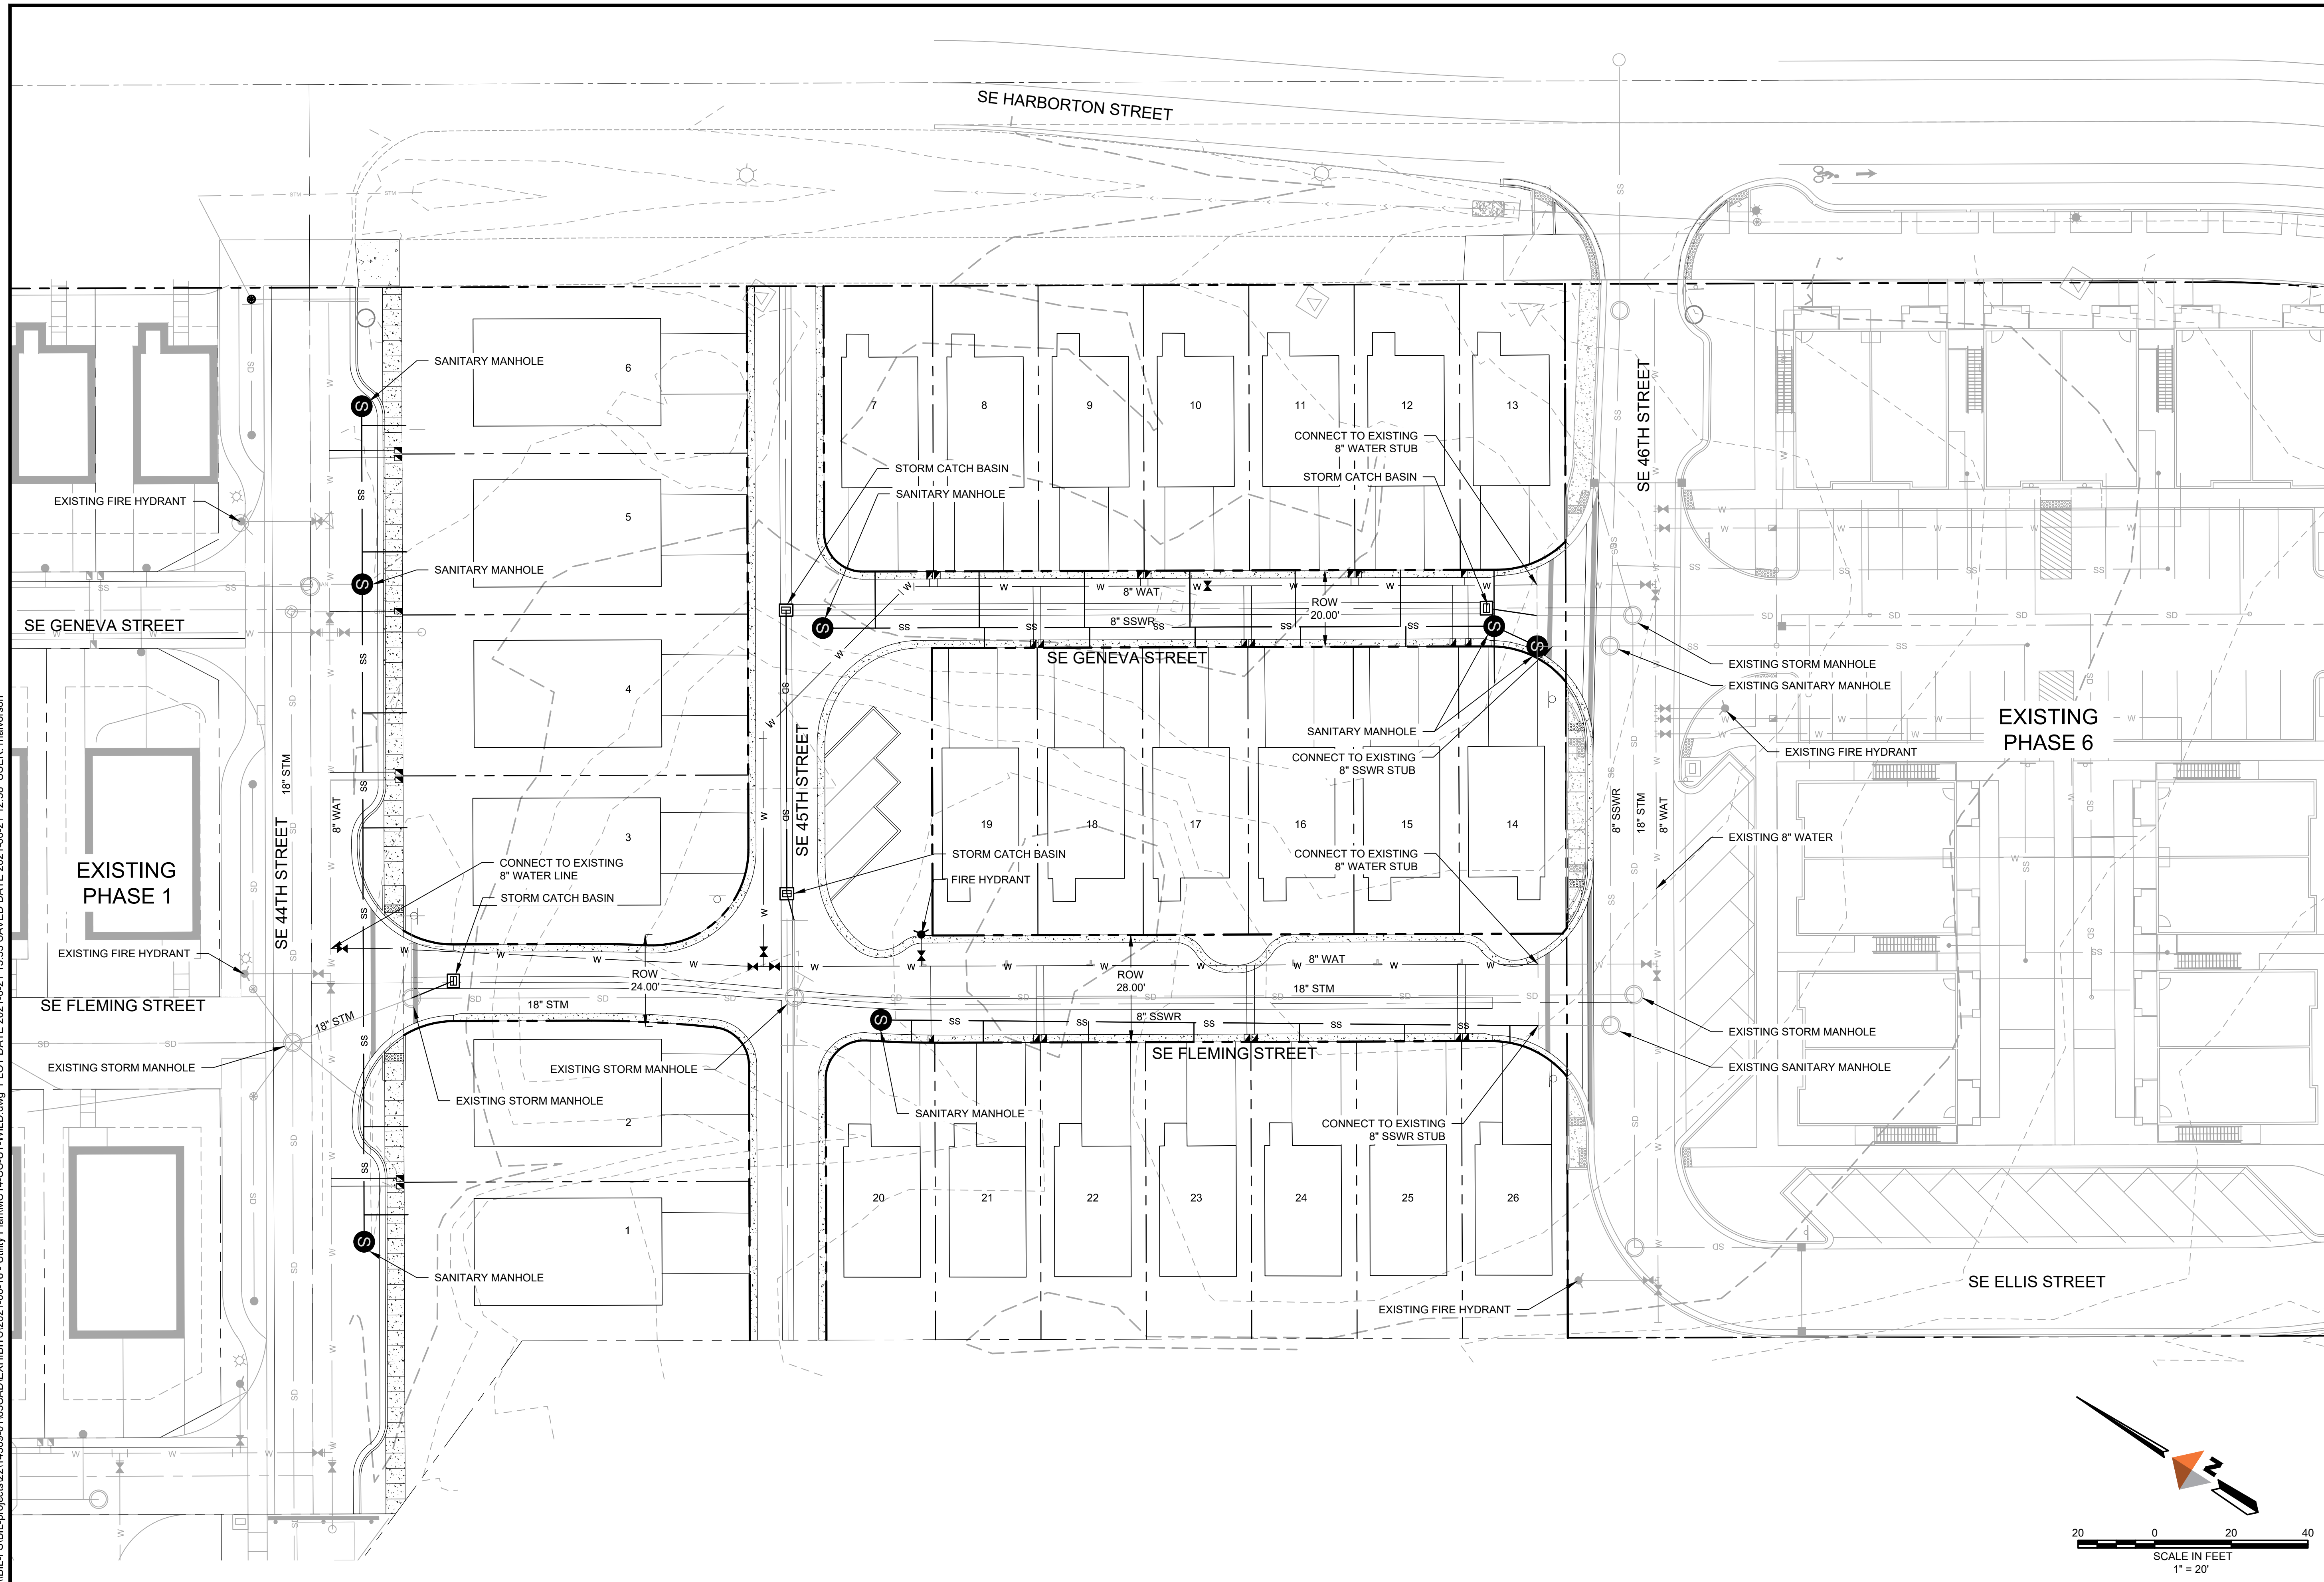 SE HARBORTON STREET
STM
STM
SS
SANITARY MANHOLE
6
7
8
9
10
11
12
13
CONNECT TO EXISTING
8" WATER STUB
SE 46TH STREET
STORM CATCH BASIN
STORM CATCH BASIN
SANITARY MANHOLE
EXISTING FIRE HYDRANT
5
SANITARY MANHOLE
8" WAT
ROW
20.00'
8" SSWR
SE GENEVA STREET
SE GENEVA STREET
EXISTING STORM MANHOLE
EXISTING SANITARY MANHOLE
4
SANITARY MANHOLE
CONNECT TO EXISTING
8" SSWR STUB
EXISTING FIRE HYDRANT
EXISTING
PHASE 6
18" STM
8" WAT
SE 44TH STREET
SE 45TH STREET
8" SSWR
18" STM
8" WAT
3
19
18
17
16
15
14
EXISTING 8" WATER
EXISTING
PHASE 1
CONNECT TO EXISTING
8" WATER LINE
STORM CATCH BASIN
STORM CATCH BASIN
FIRE HYDRANT
CONNECT TO EXISTING
8" WATER STUB
EXISTING FIRE HYDRANT
ROW
24.00'
ROW
28.00'
8" WAT
SE FLEMING STREET
18" STM
18" STM
18" STM
8" SSWR
SE FLEMING STREET
EXISTING STORM MANHOLE
EXISTING STORM MANHOLE
EXISTING STORM MANHOLE
EXISTING STORM MANHOLE
EXISTING SANITARY MANHOLE
2
SANITARY MANHOLE
CONNECT TO EXISTING
8" SSWR STUB
20
21
22
23
24
25
26
1
SANITARY MANHOLE
EXISTING FIRE HYDRANT
SE ELLIS STREET
N
20 0 20 40
SCALE IN FEET
1" = 20'